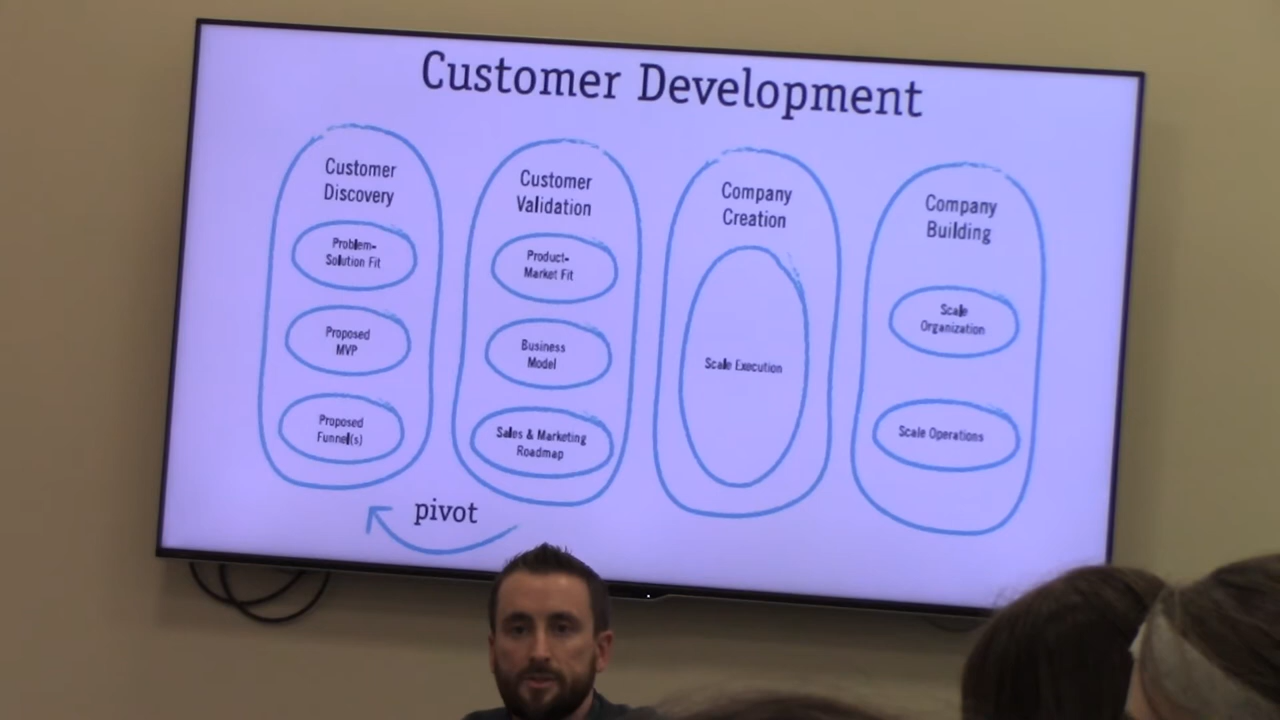 Customer Development
Customer
Discovery
Problem-
Solution Fit
Proposed
MVP
Proposed
Funnel(s)
Customer
Validation
Product-
Market Fit
Business
Model
Sales & Marketing
Roadmap
Company
Creation
Scale Execution
Company
Building
Scale
Organization
Scale Operations
pivot